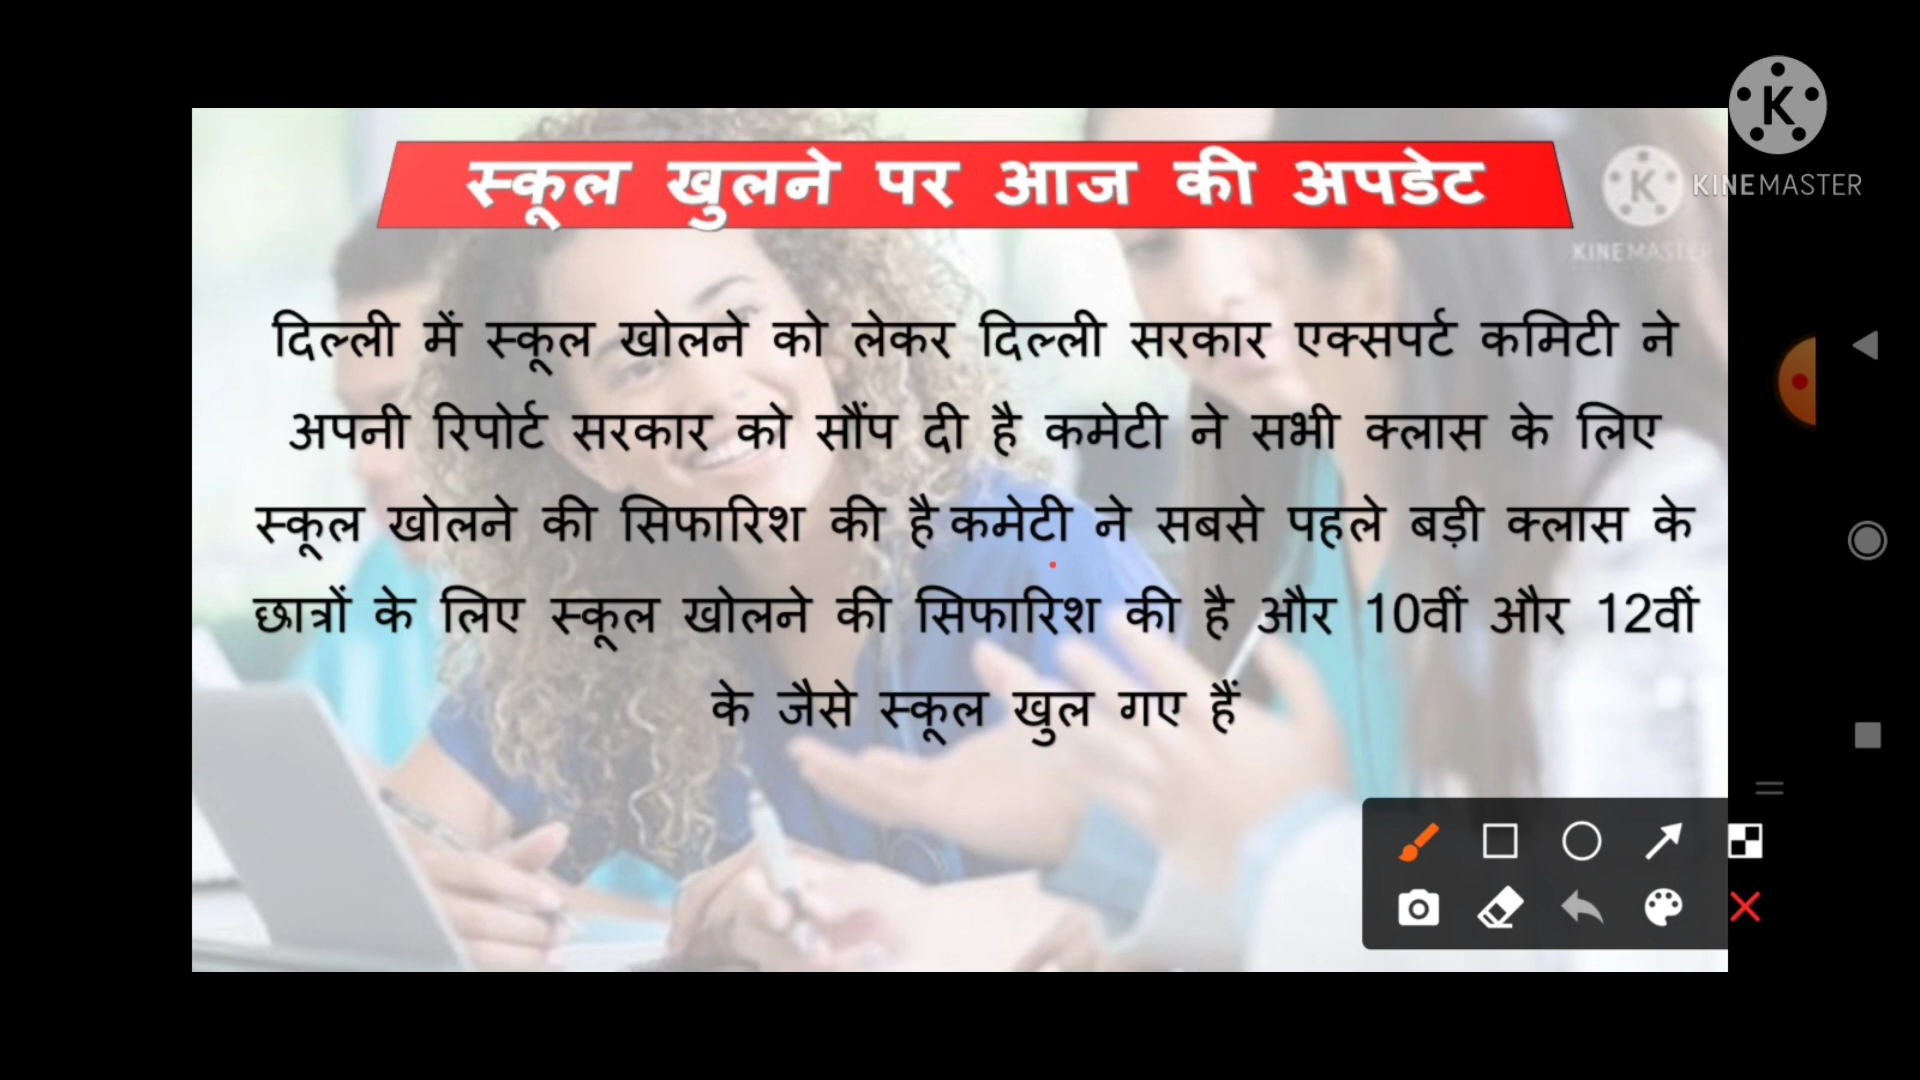 स्कूल खुलने पर आज की अपडेट
K
K
KINEMASTER
KINEMASTER
दिल्ली में स्कूल खोलने को लेकर दिल्ली सरकार एक्सपर्ट कमिटी ने
अपनी रिपोर्ट सरकार को सौंप दी है कमेटी ने सभी क्लास के लिए
स्कूल खोलने की सिफारिश की है कमेटी ने सबसे पहले बड़ी क्लास के
छात्रों के लिए स्कूल खोलने की सिफारिश की है और 10वीं और 12वीं
के जैसे स्कूल खुल गए हैं